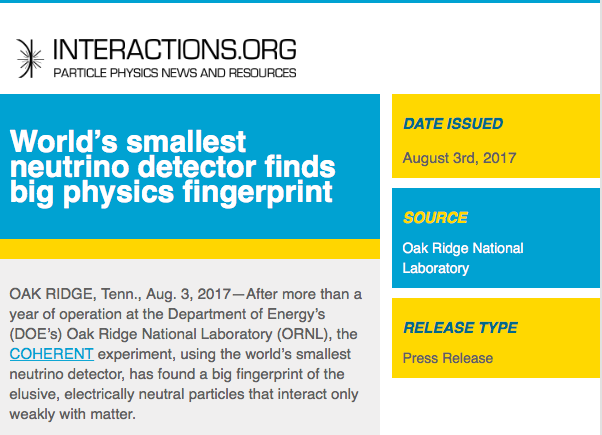 INTERACTIONS.ORG
PARTICLE PHYSICS NEWS AND RESOURCES
World’s smallest
neutrino detector finds
big physics fingerprint
OAK RIDGE, Tenn., Aug. 3, 2017—After more than a
year of operation at the Department of Energy’s
(DOE’s) Oak Ridge National Laboratory (ORNL), the
COHERENT experiment, using the world’s smallest
neutrino detector, has found a big fingerprint of the
elusive, electrically neutral particles that interact only
weakly with matter.
DATE ISSUED
August 3rd, 2017
SOURCE
Oak Ridge National
Laboratory
RELEASE TYPE
Press Release